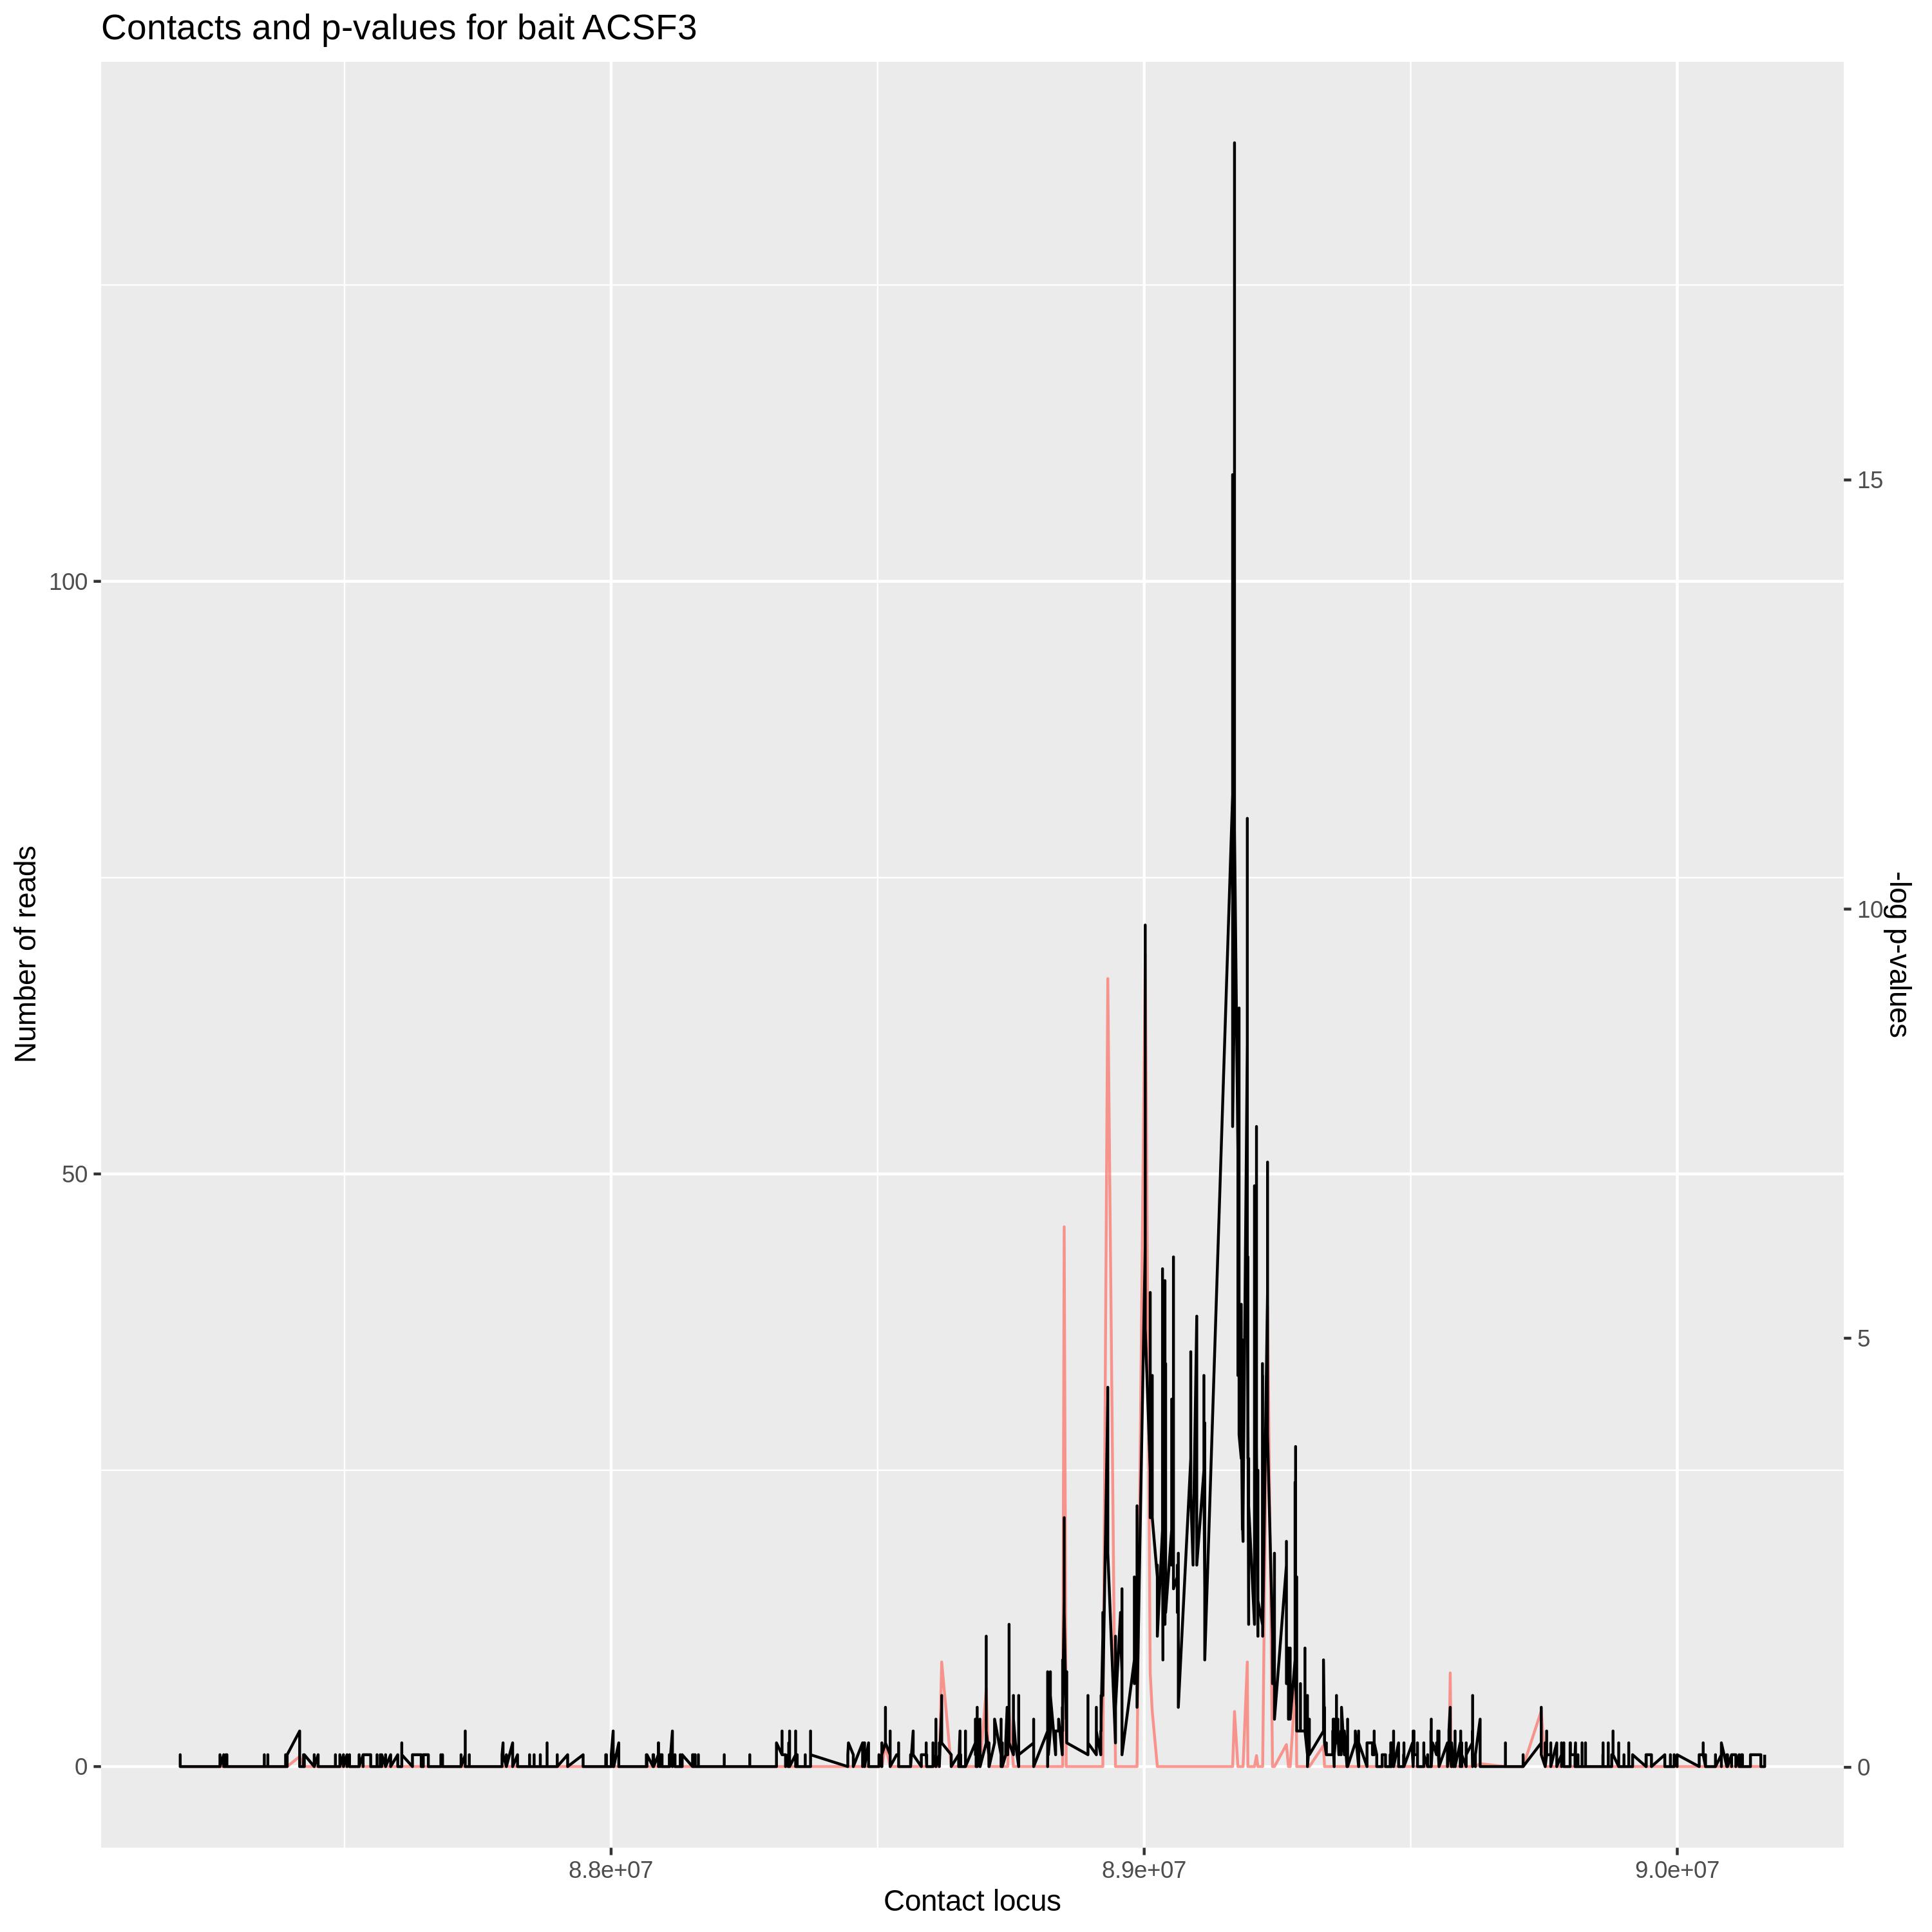 Contacts and p-values for bait ACSF3
Number of reads
100
50
0
15
10
5
0
-log p-values
8.8e+07
8.9e+07
9.0e+07
Contact locus